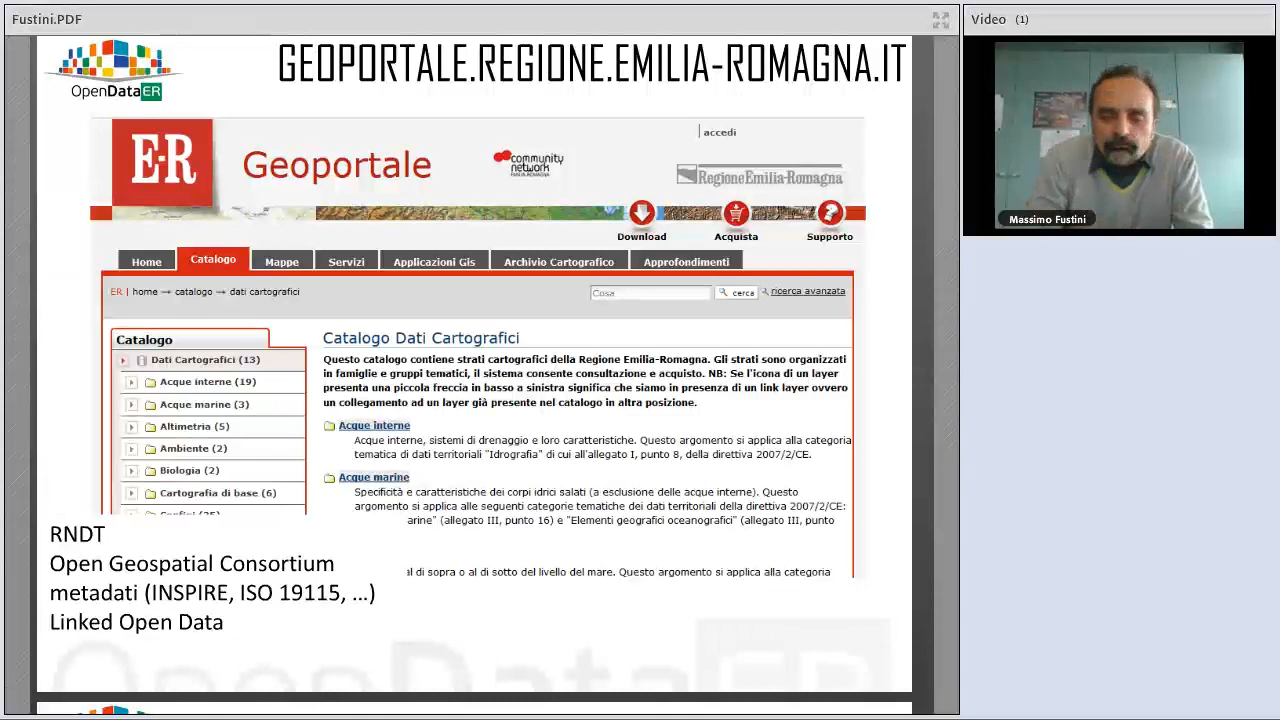 Fustini.PDF
Video (1)
OpenDataER
GEOPORTALE.REGIONE.EMILIA-ROMAGNA.IT
E-R
Geoportale
community
network
EMILIA-ROMAGNA
accedi
RegioneEmilia-Romagna
Download
Acquista
Supporto
Home
Catalogo
Mappe
Servizi
Applicazioni Gis
Archivio Cartografico
Approfondimenti
ER | home → catalogo → dati cartografici
Cosa
cerca
ricerca avanzata
Catalogo
Dati Cartografici (13)
Acque interne (19)
Acque marine (3)
Altimetria (5)
Ambiente (2)
Biologia (2)
Cartografia di base (6)
Catalogo Dati Cartografici
Questo catalogo contiene strati cartografici della Regione Emilia-Romagna. Gli strati sono organizzati
in famiglie e gruppi tematici, il sistema consente consultazione e acquisto. NB: Se l'icona di un layer
presenta una piccola freccia in basso a sinistra significa che siamo in presenza di un link layer ovvero
un collegamento ad un layer già presente nel catalogo in altra posizione.
Acque interne
Acque interne, sistemi di drenaggio e loro caratteristiche. Questo argomento si applica alla categoria
tematica di dati territoriali "Idrografia" di cui all'allegato I, punto 8, della direttiva 2007/2/CE.
Acque marine
Specificità e caratteristiche dei corpi idrici salati (a esclusione delle acque interne). Questo
argomento si applica alle seguenti categorie tematiche dei dati territoriali della direttiva 2007/2/CE:
arine" (allegato III, punto 16) e "Elementi geografici oceanografici" (allegato III, punto
al di sopra o al di sotto del livello del mare. Questo argomento si applica alla categoria
RNDT
Open Geospatial Consortium
metadati (INSPIRE, ISO 19115, ...)
Linked Open Data
OpenDataER
Massimo Fustini